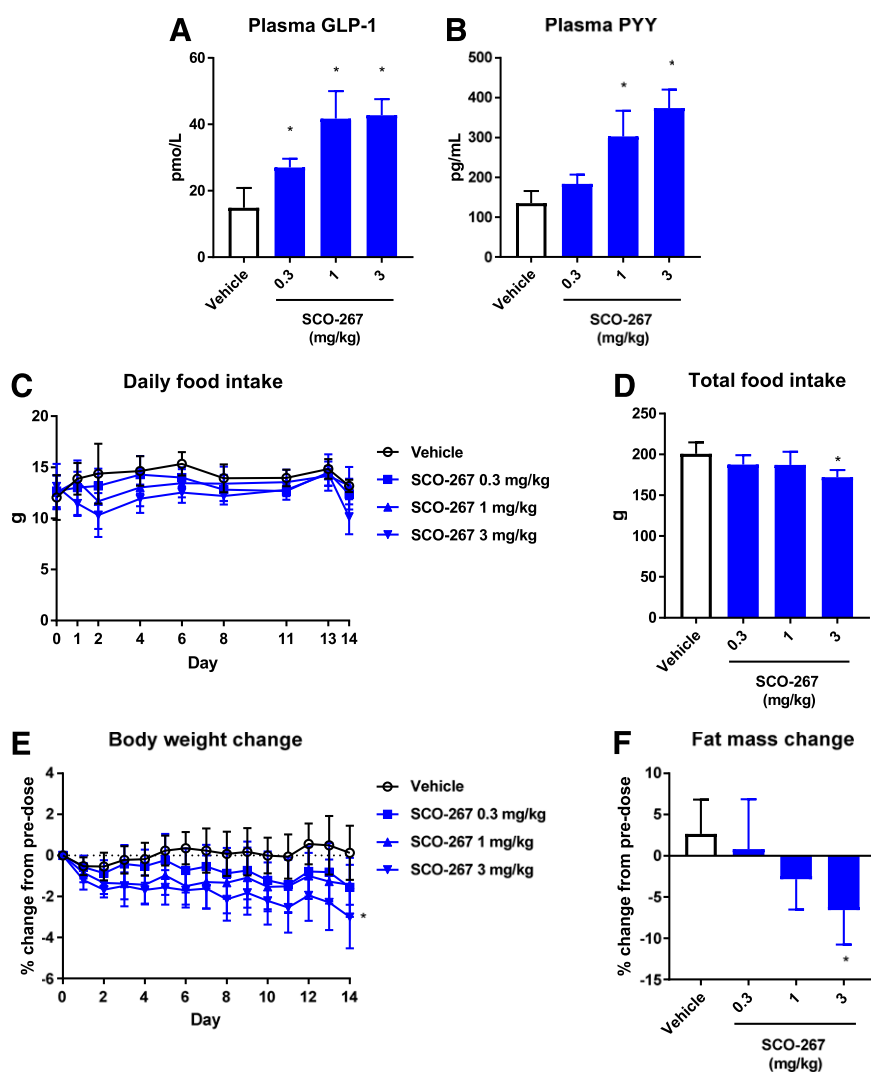 A
Plasma GLP-1
pmo/L
60
40
20
0
*
*
*
Vehicle
0.3
1
3
SCO-267
(mg/kg)
B
Plasma PYY
pg/mL
500
400
300
200
100
0
*
*
Vehicle
0.3
1
3
SCO-267
(mg/kg)
C
Daily food intake
g
20
15
10
5
0
0 1 2 4 6 8 11 13 14
Day
Vehicle
SCO-267 0.3 mg/kg
SCO-267 1 mg/kg
SCO-267 3 mg/kg
D
Total food intake
g
250
200
150
100
50
0
*
Vehicle
0.3
1
3
SCO-267
(mg/kg)
E
Body weight change
% change from pre-dose
4
2
0
-2
-4
-6
*
0 2 4 6 8 10 12 14
Day
Vehicle
SCO-267 0.3 mg/kg
SCO-267 1 mg/kg
SCO-267 3 mg/kg
F
Fat mass change
% change from pre-dose
10
5
0
-5
-10
-15
*
Vehicle
0.3
1
3
SCO-267
(mg/kg)